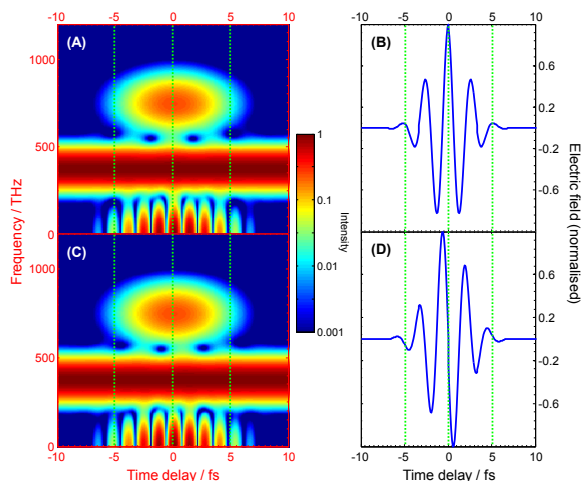 -10 -5 0 5 10
(A)
1000
500
0
Frequency / THz
1
0.1
0.01
0.001
Intensity
(C)
1000
500
0
-10 -5 0 5 10
Time delay / fs
-10 -5 0 5 10
(B)
0.6
0.2
-0.2
-0.6
Electric field (normalised)
(D)
0.6
0.2
-0.2
-0.6
-10 -5 0 5 10
Time delay / fs